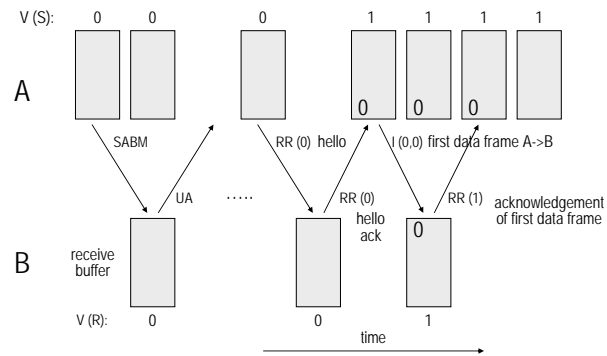 V (S): 0 0 0 1 1 1 1
A
0 0 0
SABM
RR (0) hello
I (0,0) first data frame A->B
UA
.....
RR (0)
hello
ack
RR (1)
acknowledgement
of first data frame
B
receive
buffer
0
V (R): 0 0 1
time